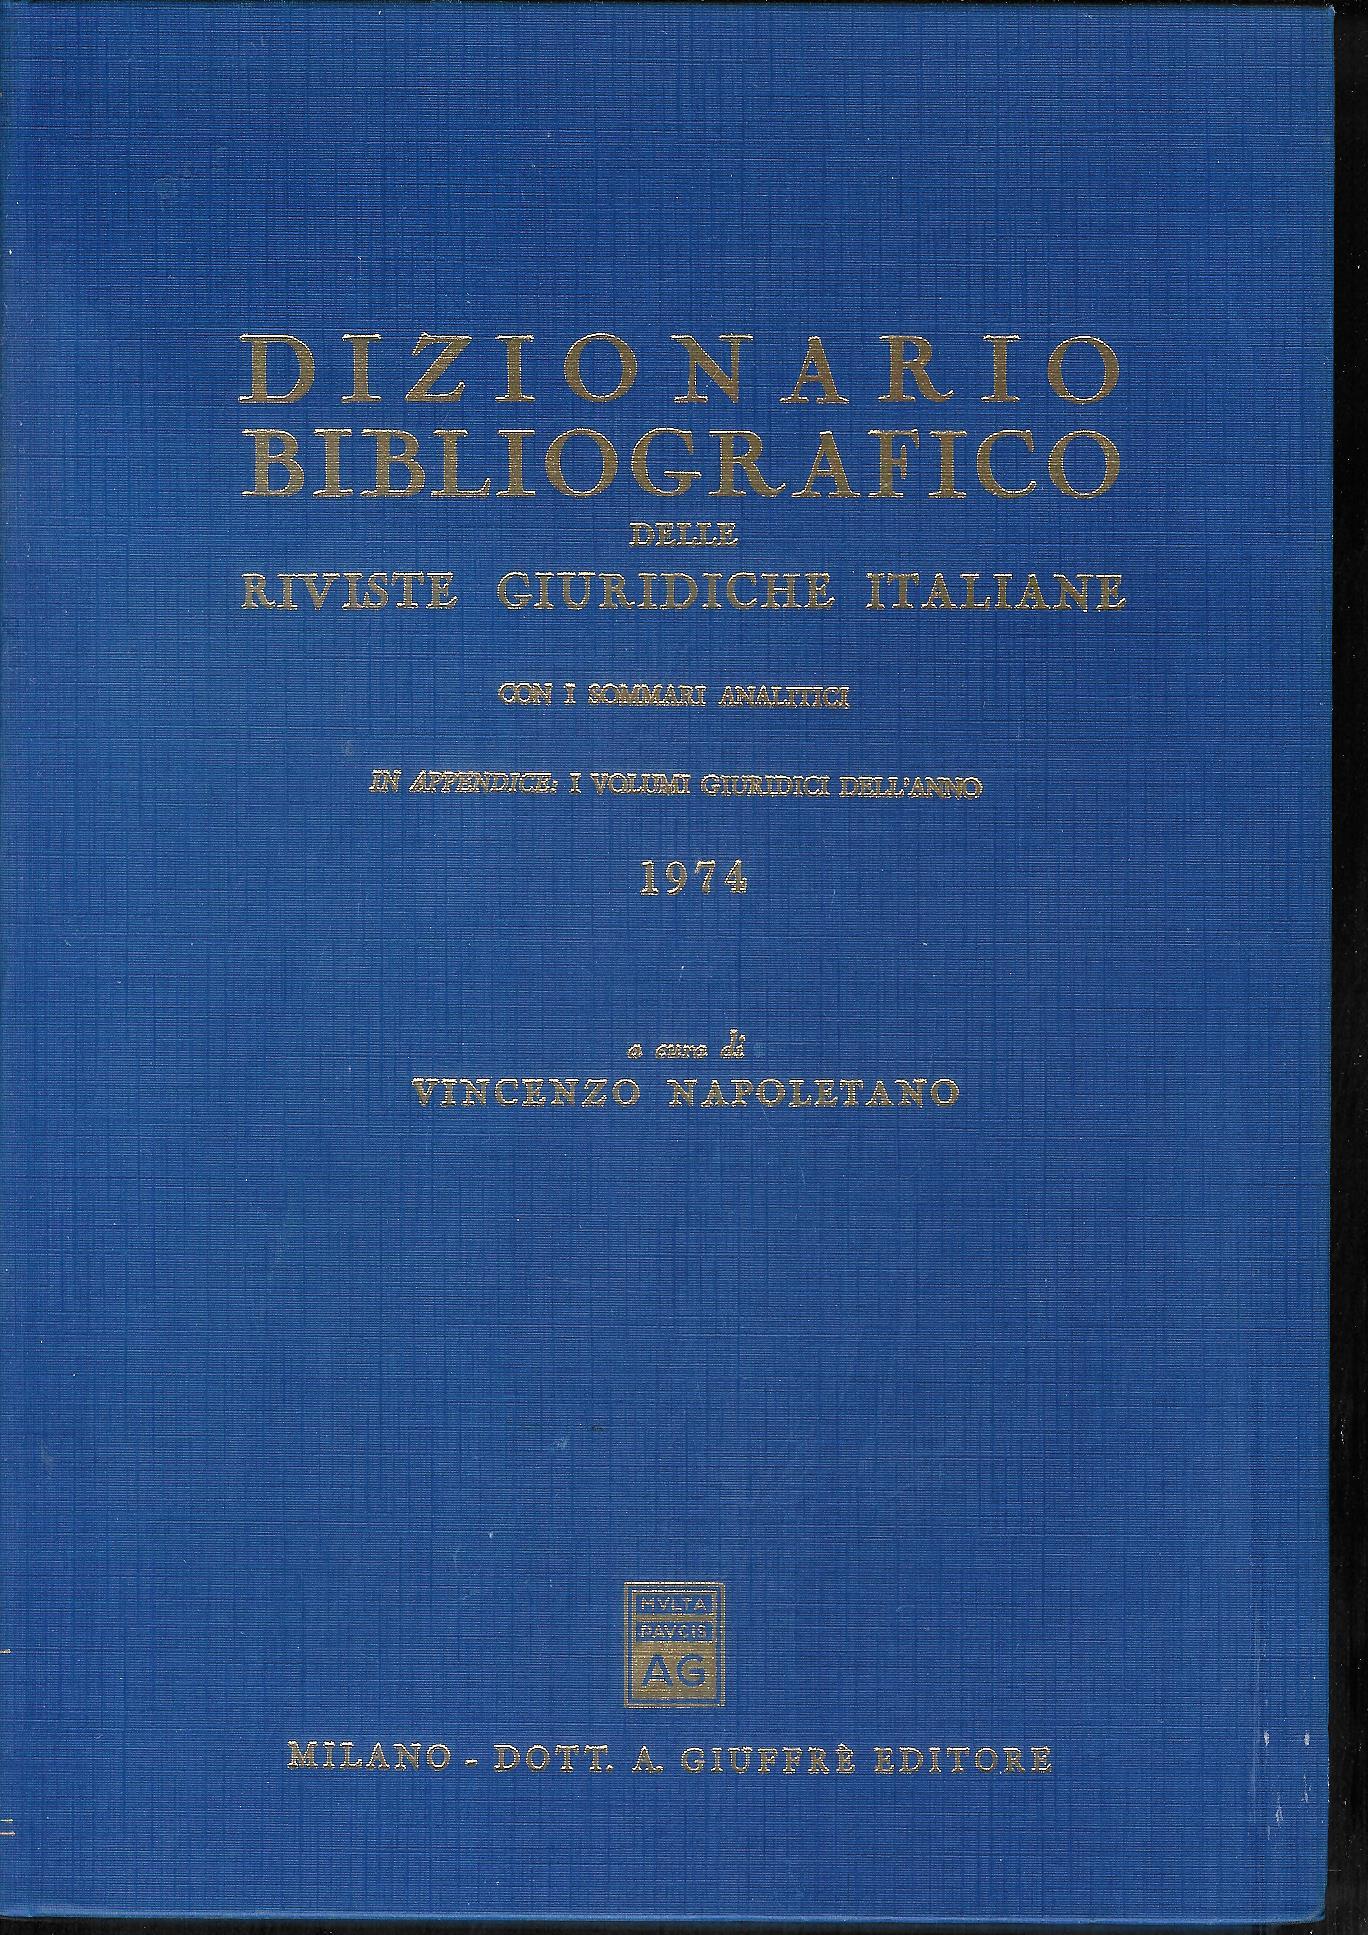 DIZIONARIO
BIBLIOGRAFICO
DELLE
RIVISTE GIURIDICHE ITALIANE
CON I SOMMARI ANALITICI
IN APPENDICE: I VOLUMI GIURIDICI DELL'ANNO
1974
a cura di
VINCENZO NAPOLETANO
MVLTA
PAVCIS
AG
MILANO - DOTT. A. GIUFFRÈ EDITORE